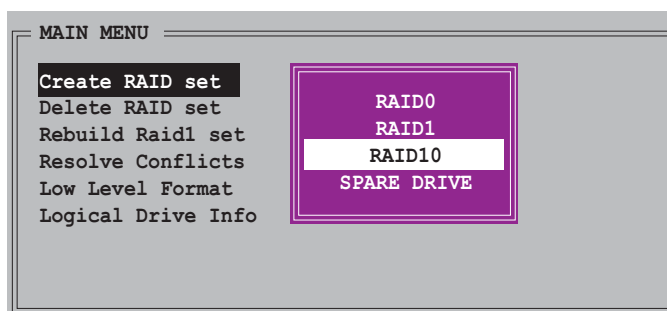 MAIN MENU
Create RAID set
Delete RAID set
Rebuild Raid1 set
Resolve Conflicts
Low Level Format
Logical Drive Info
RAID0
RAID1
RAID10
SPARE DRIVE